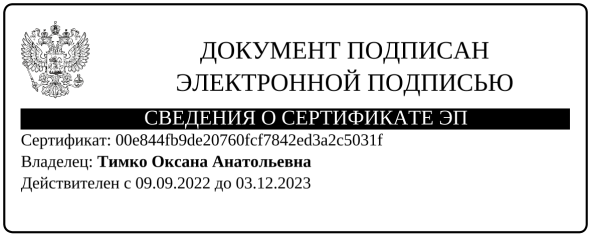 ДОКУМЕНТ ПОДПИСАН
ЭЛЕКТРОННОЙ ПОДПИСЬЮ
СВЕДЕНИЯ О СЕРТИФИКАТЕ ЭП
Сертификат: 00e844fb9de20760fcf7842ed3a2c5031f
Владелец: Тимко Оксана Анатольевна
Действителен с 09.09.2022 до 03.12.2023